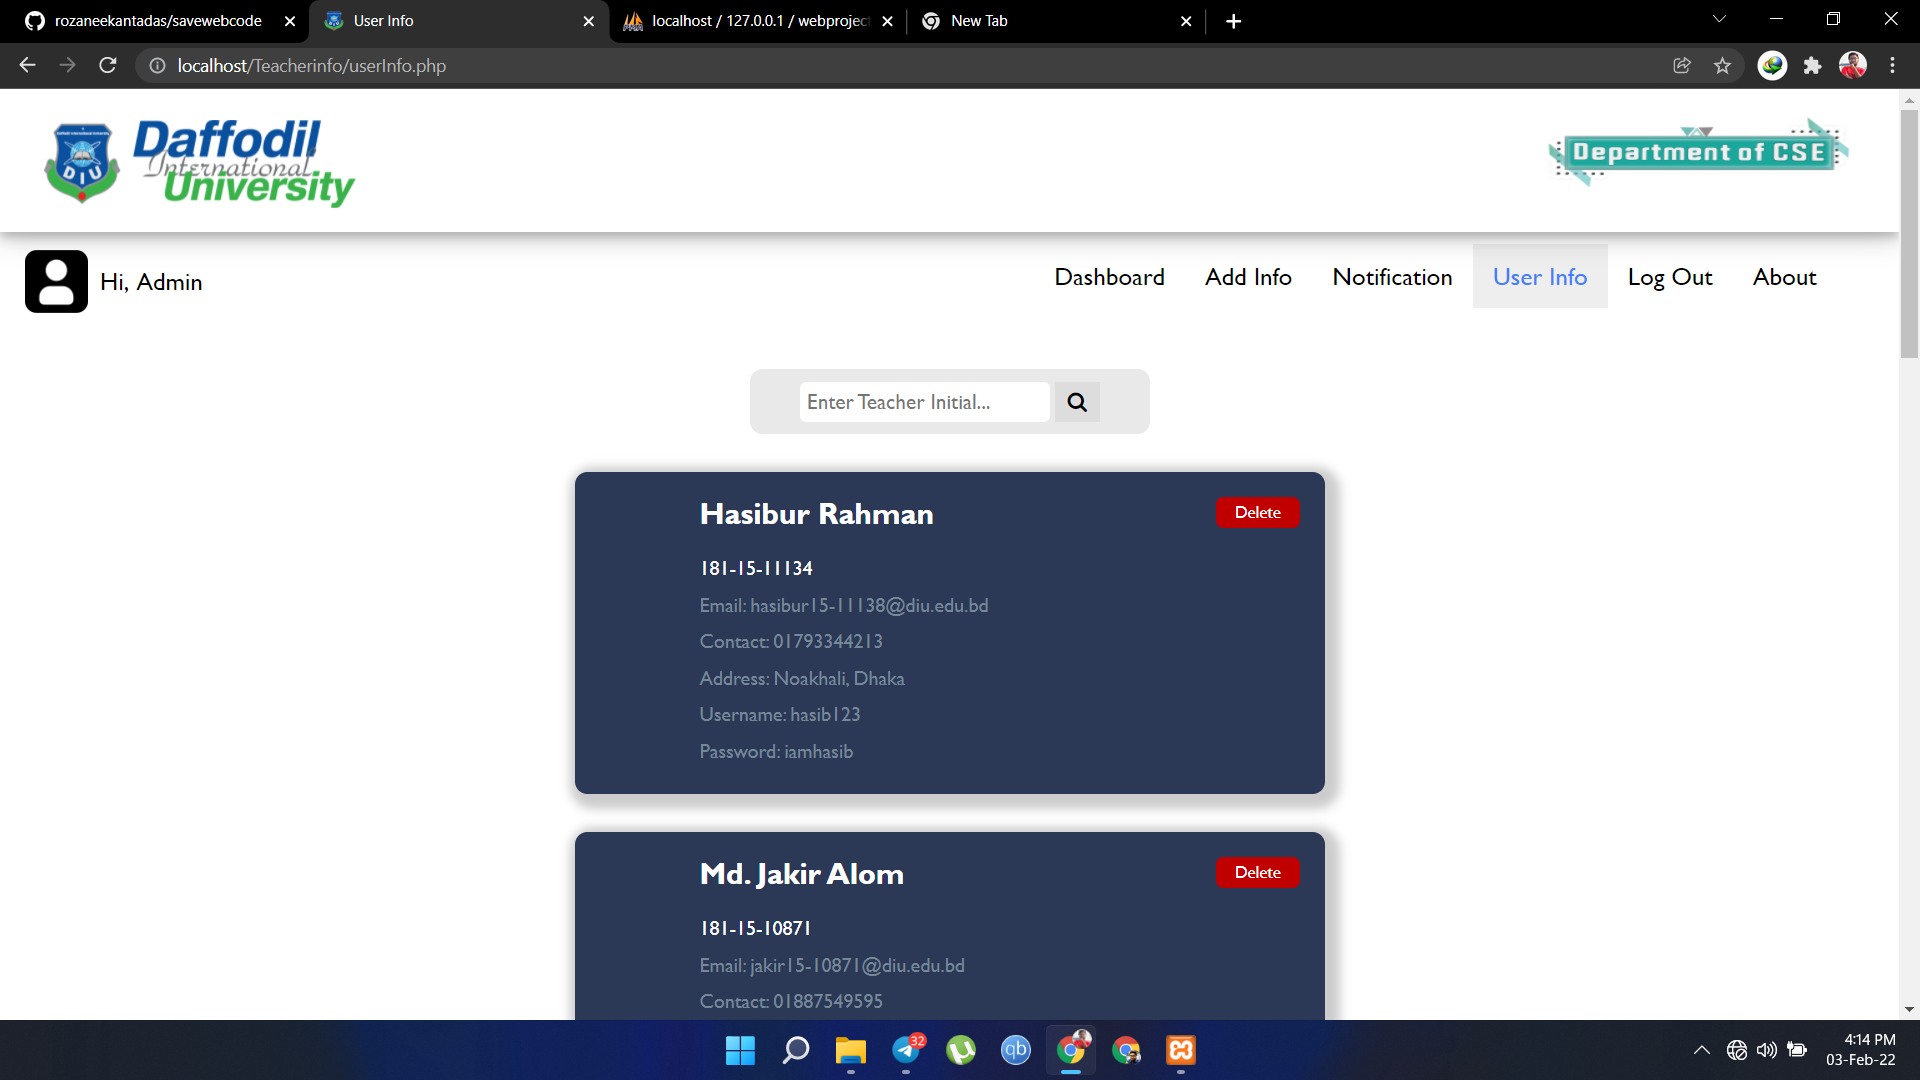 rozaneekantadas/savewebcode
User Info
localhost / 127.0.0.1 / webproject
New Tab
localhost/Teacherinfo/userInfo.php
DIU
Daffodil
International
University
Department of CSE
Hi, Admin
Dashboard
Add Info
Notification
User Info
Log Out
About
Enter Teacher Initial...
Hasibur Rahman
Delete
181-15-11134
Email: hasibur15-11138@diu.edu.bd
Contact: 01793344213
Address: Noakhali, Dhaka
Username: hasib123
Password: iamhasib
Md. Jakir Alom
Delete
181-15-10871
Email: jakir15-10871@diu.edu.bd
Contact: 01887549595
32
qb
4:14 PM
03-Feb-22